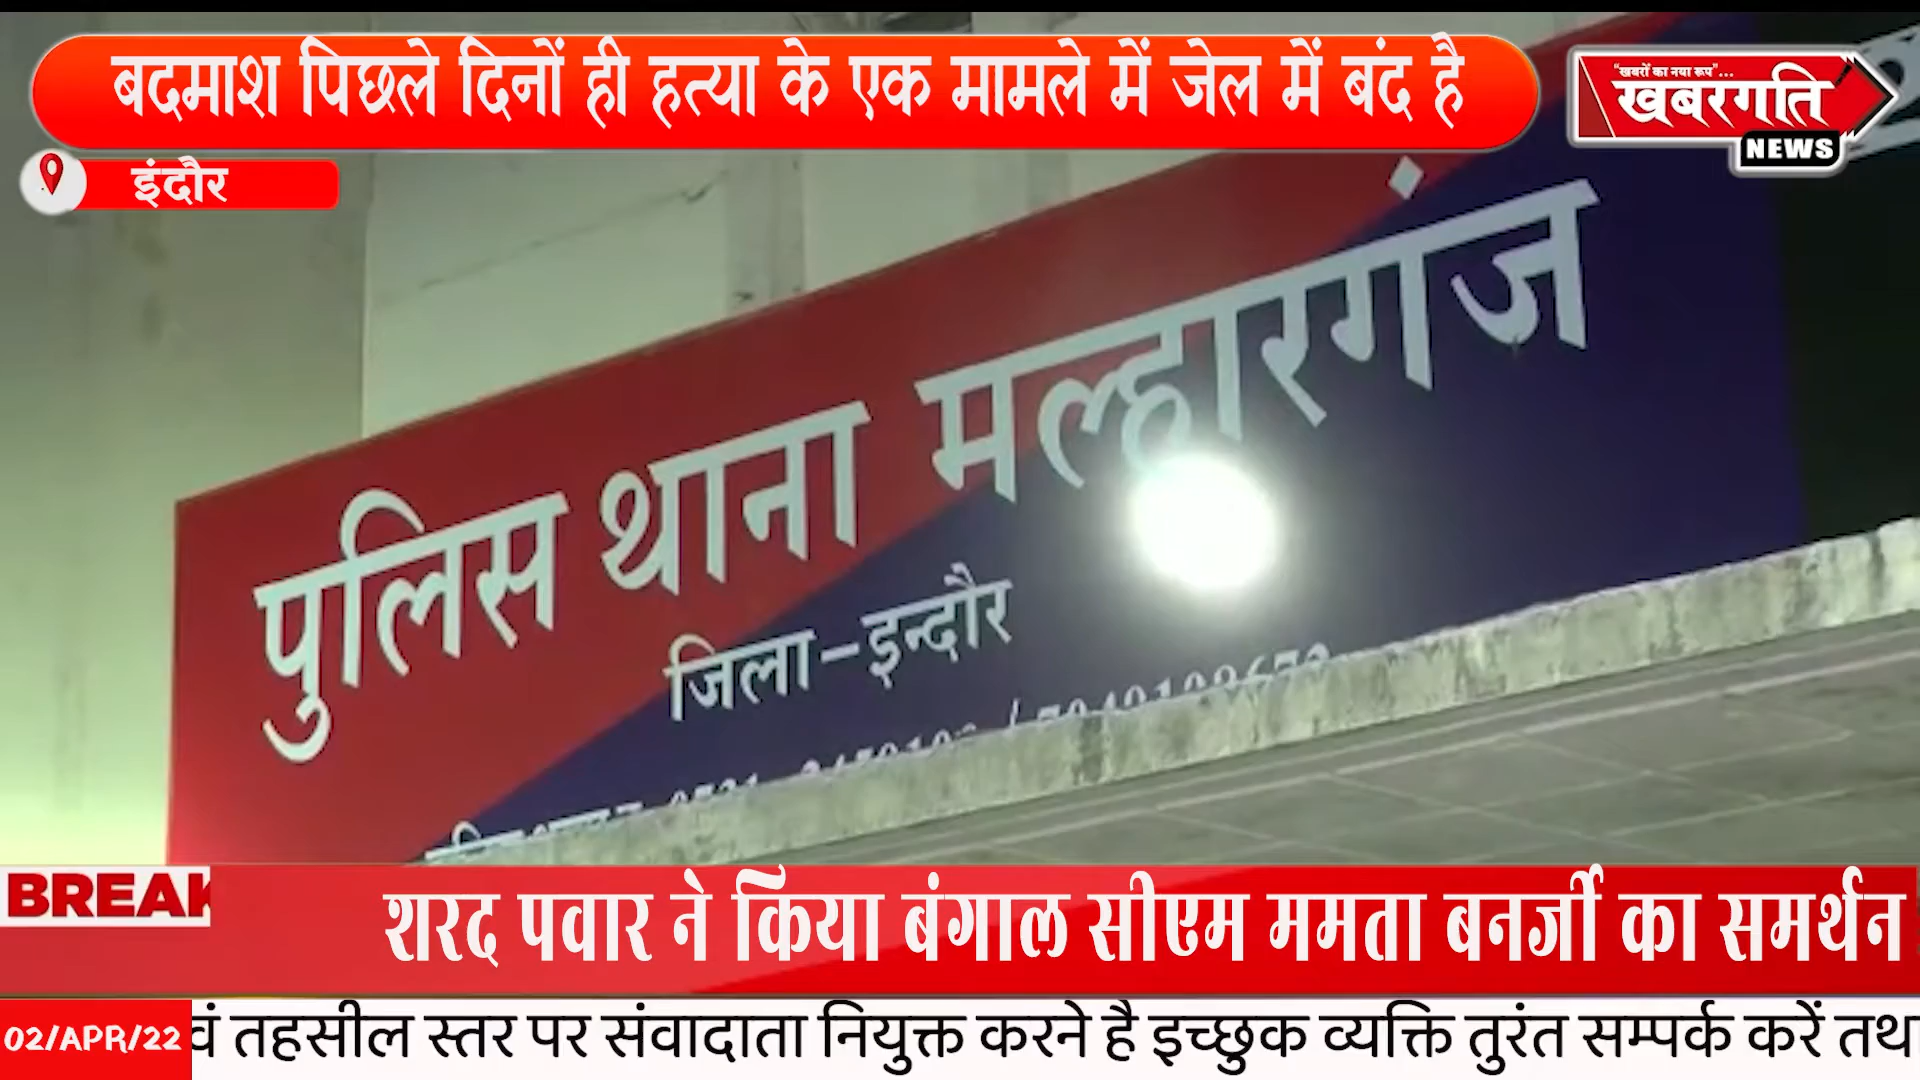 बदमाश पिछले दिनों ही हत्या के एक मामले में जेल में बंद है
"खबरों का नया रूप"...
खबरगति
NEWS
इंदौर
पुलिस थाना मल्हारगंज
जिला-इन्दौर
BREAK
शरद पवार ने किया बंगाल सीएम ममता बनर्जी का समर्थन
02/APR/22
वं तहसील स्तर पर संवादाता नियुक्त करने है इच्छुक व्यक्ति तुरंत सम्पर्क करें तथा